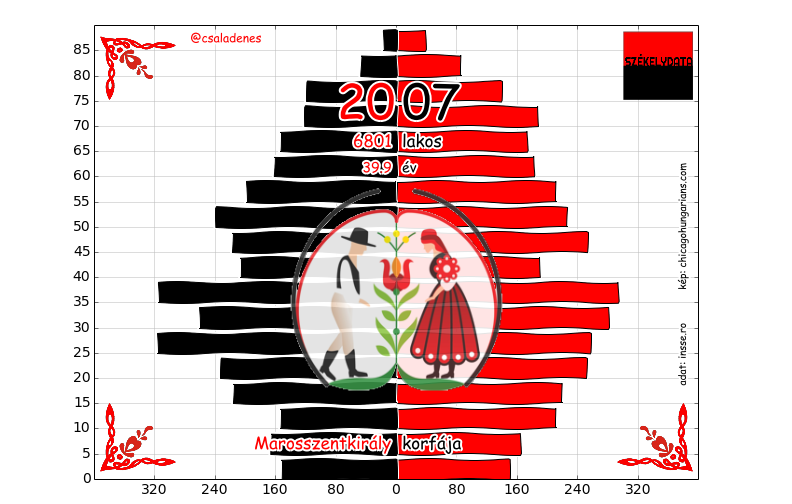 @csaladenes
SZÉKELYDATA
2007
6801 lakos
39.9 év
kép: chicagohungarians.com
adat: insse.ro
Marosszentkirály korfája
85
80
75
70
65
60
55
50
45
40
35
30
25
20
15
10
5
0
320 240 160 80 0 80 160 240 320